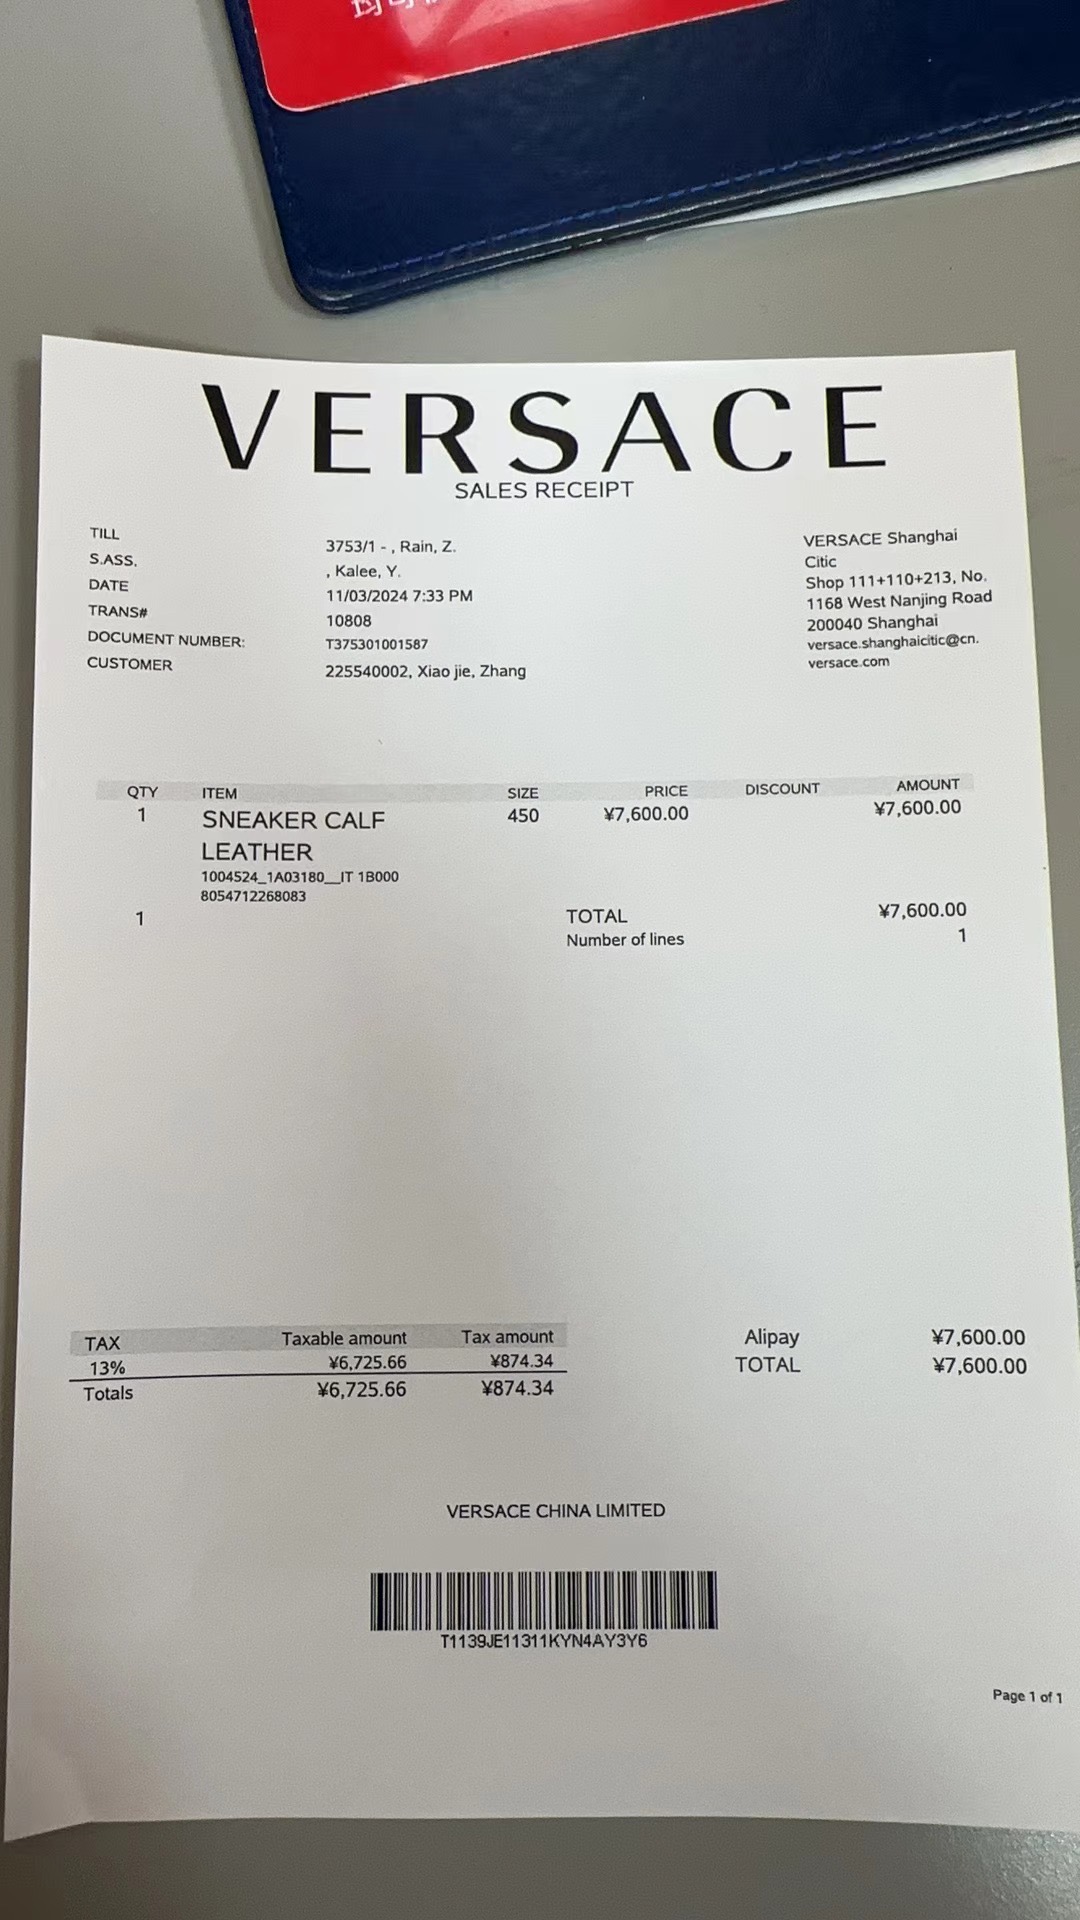 VERSACE
SALES RECEIPT
TILL 3753/1 - , Rain, Z.
S.ASS. , Kalee, Y.
DATE 11/03/2024 7:33 PM
TRANS# 10808
DOCUMENT NUMBER: T375301001587
CUSTOMER 225540002, Xiao jie, Zhang
VERSACE Shanghai
Citic
Shop 111+110+213, No.
1168 West Nanjing Road
200040 Shanghai
versace.shanghaicitic@cn.
versace.com
QTY ITEM SIZE PRICE DISCOUNT AMOUNT
1 SNEAKER CALF 450 ¥7,600.00 ¥7,600.00
LEATHER
1004524_1A03180__IT 1B000
8054712268083
1 TOTAL ¥7,600.00
Number of lines 1
TAX Taxable amount Tax amount
13% ¥6,725.66 ¥874.34
Totals ¥6,725.66 ¥874.34
Alipay ¥7,600.00
TOTAL ¥7,600.00
VERSACE CHINA LIMITED
T1139JE11311KYN4AY3Y6
Page 1 of 1